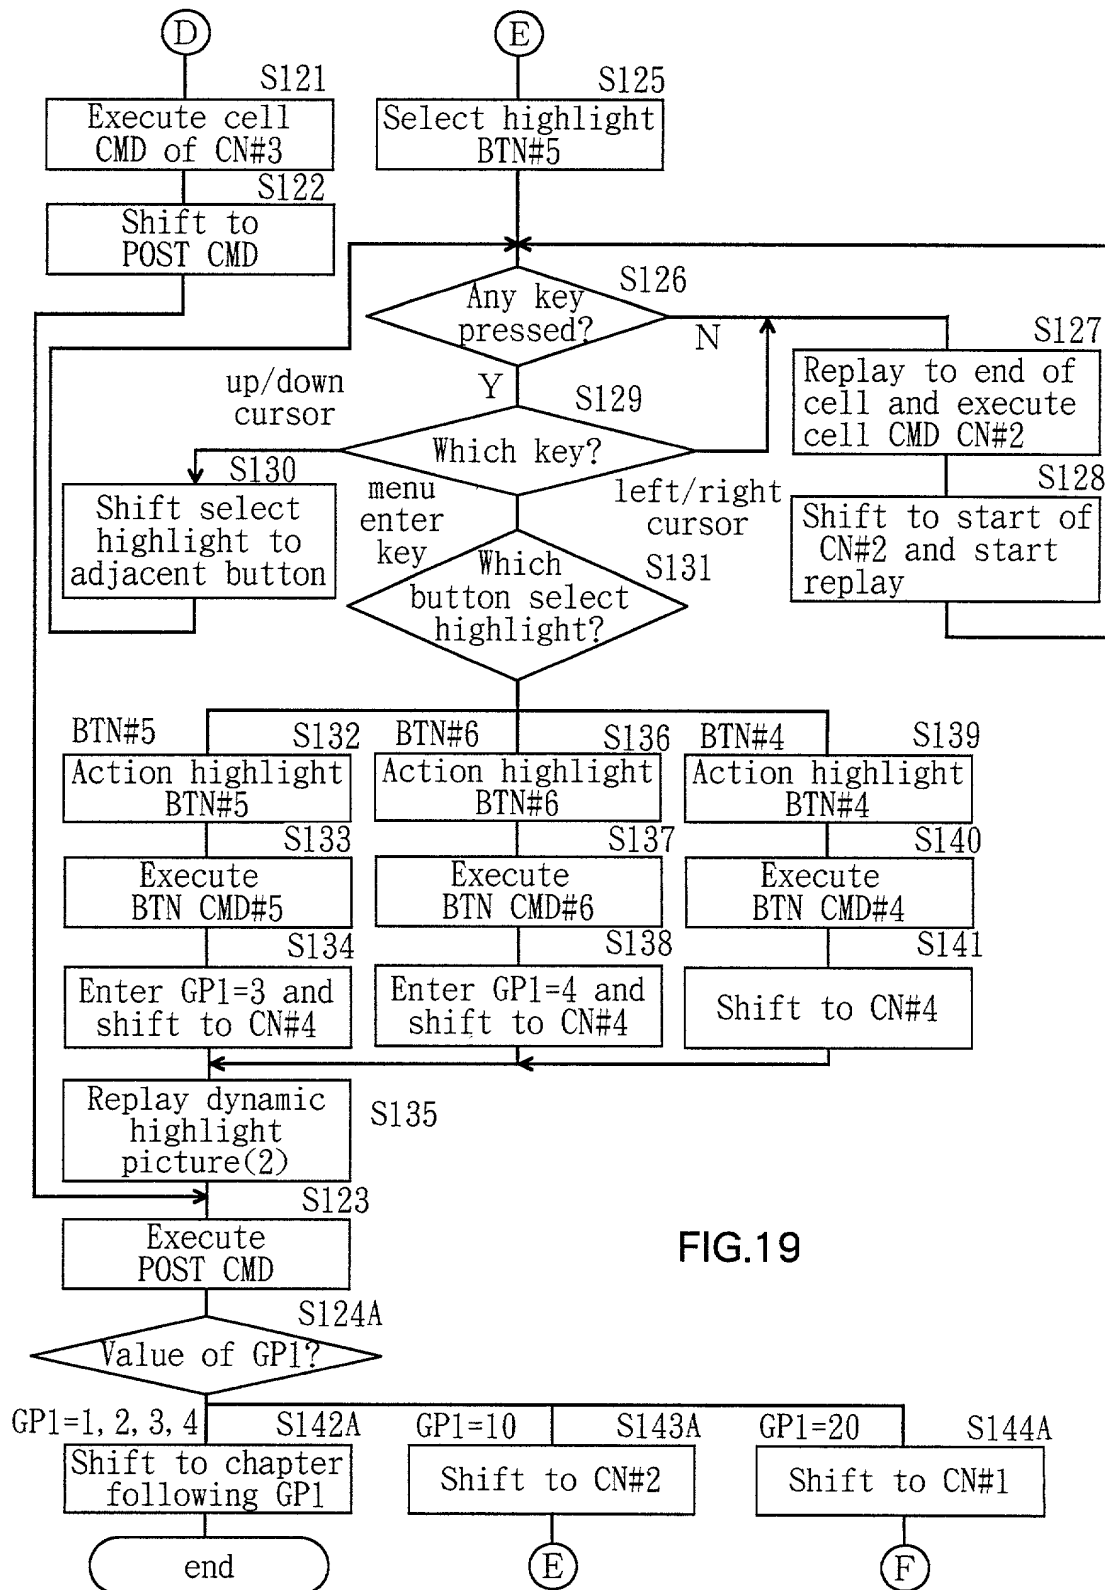 D
E
S121
Execute cell
CMD of CN#3
S125
Select highlight
BTN#5
S122
Shift to
POST CMD
S126
Any key
pressed?
N
Y
S127
Replay to end of
cell and execute
cell CMD CN#2
up/down
cursor
S129
Which key?
S130
Shift select
highlight to
adjacent button
menu
enter
key
left/right
cursor
S128
Shift to start of
CN#2 and start
replay
S131
Which
button select
highlight?
BTN#5
S132
Action highlight
BTN#5
BTN#6
S136
Action highlight
BTN#6
BTN#4
S139
Action highlight
BTN#4
S133
Execute
BTN CMD#5
S137
Execute
BTN CMD#6
S140
Execute
BTN CMD#4
S134
Enter GP1=3 and
shift to CN#4
S138
Enter GP1=4 and
shift to CN#4
S141
Shift to CN#4
Replay dynamic
highlight
picture(2)
S135
S123
Execute
POST CMD
FIG.19
S124A
Value of GP1?
GP1=1, 2, 3, 4
S142A
Shift to chapter
following GP1
GP1=10
S143A
Shift to CN#2
GP1=20
S144A
Shift to CN#1
end
E
F